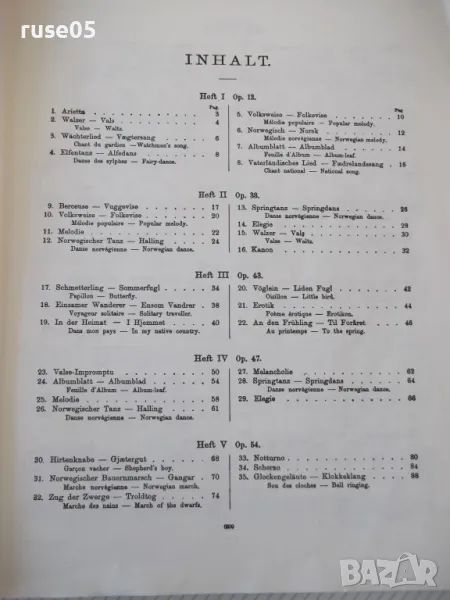 ruse05
INHALT.
Heft I Op. 12.
Pag.
1. Arietta 3
2. Walzer — Vals 4
Valse — Waltz.
3. Wächterlied — Vægtersang 6
Chant du gardien — Watchmen's song.
4. Elfentanz — Alfedans 8
Danse des sylphes — Fairy-dance.
Pag.
5. Volksweise — Folkevise 10
Mélodie populaire — Popular melody.
6. Norwegisch — Norsk 12
Mélodie norvégienne — Norwegian melody.
7. Albumblatt — Albumblad 14
Feuille d'Album — Album-leaf.
8. Vaterländisches Lied — Fædrelandssang 16
Chant national — National song.
Heft II Op. 38.
9. Berceuse — Vuggevise 17
10. Volksweise — Folkevise 20
Mélodie populaire — Popular melody.
11. Melodie 22
12. Norwegischer Tanz — Halling 24
Danse norvégienne — Norwegian dance.
13. Springtanz — Springdans 26
Danse norvégienne — Norwegian dance.
14. Elegie 28
15. Walzer — Vals 30
Valse — Waltz.
16. Kanon 32
Heft III Op. 43.
17. Schmetterling — Sommerfugl 34
Papillon — Butterfly.
18. Einsamer Wanderer — Ensom Vandrer 38
Voyageur solitaire — Solitary traveller.
19. In der Heimat — I Hjemmet 40
Dans mon pays — In my native country.
20. Vöglein — Liden Fugl 42
Oisillon — Little bird.
21. Erotik 44
Poème érotique — Erotikon.
22. An den Frühling — Til Foråret 46
Au printemps — To the spring.
Heft IV Op. 47.
23. Valse-Impromptu 50
24. Albumblatt — Albumblad 54
Feuille d'Album — Album-leaf.
25. Melodie 58
26. Norwegischer Tanz — Halling 61
Danse norvégienne — Norwegian dance.
27. Melancholie 62
28. Springtanz — Springdans 64
Danse norvégienne — Norwegian dance.
29. Elegie 66
Heft V Op. 54.
30. Hirtenknabe — Gjætergut 68
Garçon vacher — Shepherd's boy.
31. Norwegischer Bauernmarsch — Gangar 70
Marche norvégienne — Norwegian march.
32. Zug der Zwerge — Troldtog 74
Marche des nains — March of the dwarfs.
33. Notturno 80
34. Scherzo 84
35. Glockengeläute — Klokkeklang 88
Son des cloches — Bell ringing.
BAZAR.BG